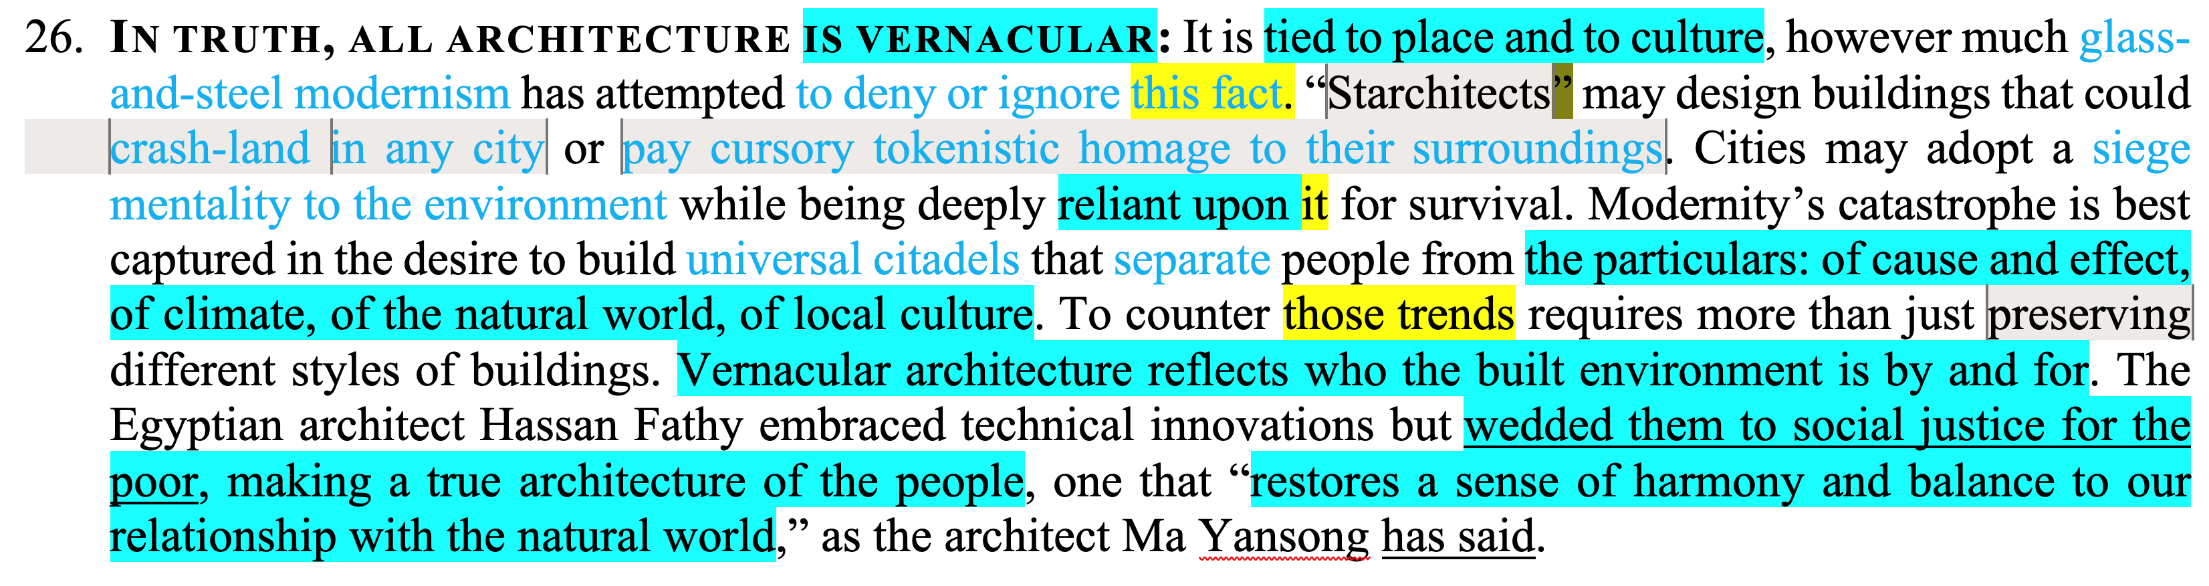 26. IN TRUTH, ALL ARCHITECTURE IS VERNACULAR: It is tied to place and to culture, however much glass-
and-steel modernism has attempted to deny or ignore this fact. “Starchitects” may design buildings that could
crash-land in any city or pay cursory tokenistic homage to their surroundings. Cities may adopt a siege
mentality to the environment while being deeply reliant upon it for survival. Modernity’s catastrophe is best
captured in the desire to build universal citadels that separate people from the particulars: of cause and effect,
of climate, of the natural world, of local culture. To counter those trends requires more than just preserving
different styles of buildings. Vernacular architecture reflects who the built environment is by and for. The
Egyptian architect Hassan Fathy embraced technical innovations but wedded them to social justice for the
poor, making a true architecture of the people, one that “restores a sense of harmony and balance to our
relationship with the natural world,” as the architect Ma Yansong has said.